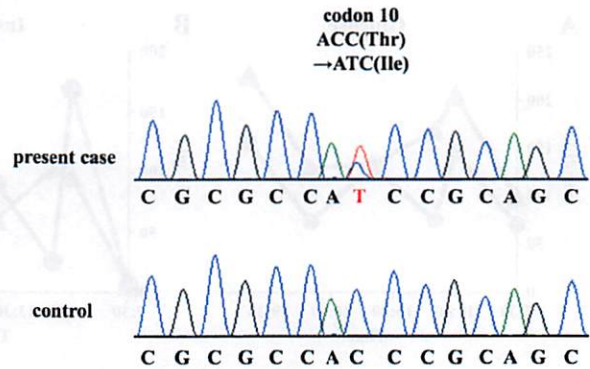 codon 10
ACC(Thr)
→ATC(Ile)
present case
C G C G C C A T C C G C A G C
control
C G C G C C A C C C G C A G C